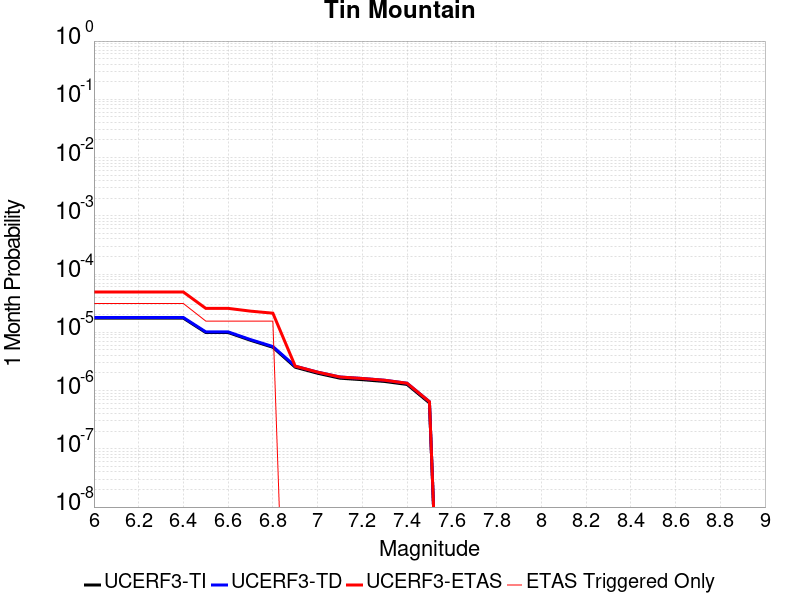 Tin Mountain
1 Month Probability
10^0
10^-1
10^-2
10^-3
10^-4
10^-5
10^-6
10^-7
10^-8
6 6.2 6.4 6.6 6.8 7 7.2 7.4 7.6 7.8 8 8.2 8.4 8.6 8.8 9
Magnitude
UCERF3-TI UCERF3-TD UCERF3-ETAS ETAS Triggered Only